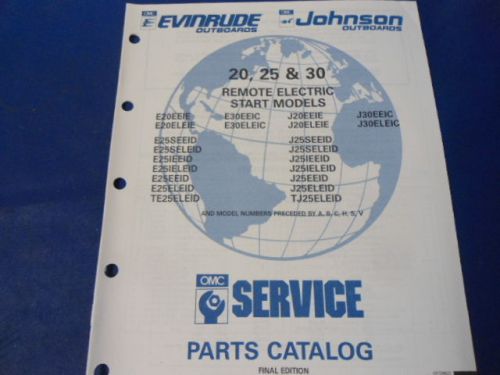 OMC EVINRUDE OUTBOARDS
OMC Johnson OUTBOARDS
20, 25 & 30
REMOTE ELECTRIC
START MODELS
E20EEIE E30EEIC J20EEIE J30EEIC
E20ELEIE E30ELEIC J20ELEIE J30ELEIC
E25SEEID J25SEEID
E25SELEID J25SELEID
E25IEEID J25IEEID
E25IELEID J25IELEID
E25EEID J25EEID
E25ELEID J25ELEID
TE25ELEID TJ25ELEID
AND MODEL NUMBERS PRECEDED BY A, B, C, H, S, V
OMC
SERVICE
PARTS CATALOG
FINAL EDITION